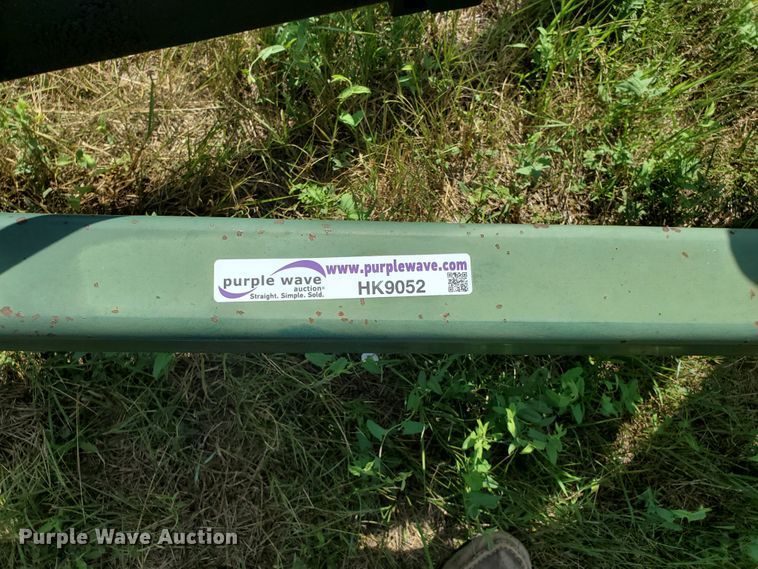 www.purplewave.com
purple wave
auction®
Straight. Simple. Sold.
HK9052
Purple Wave Auction